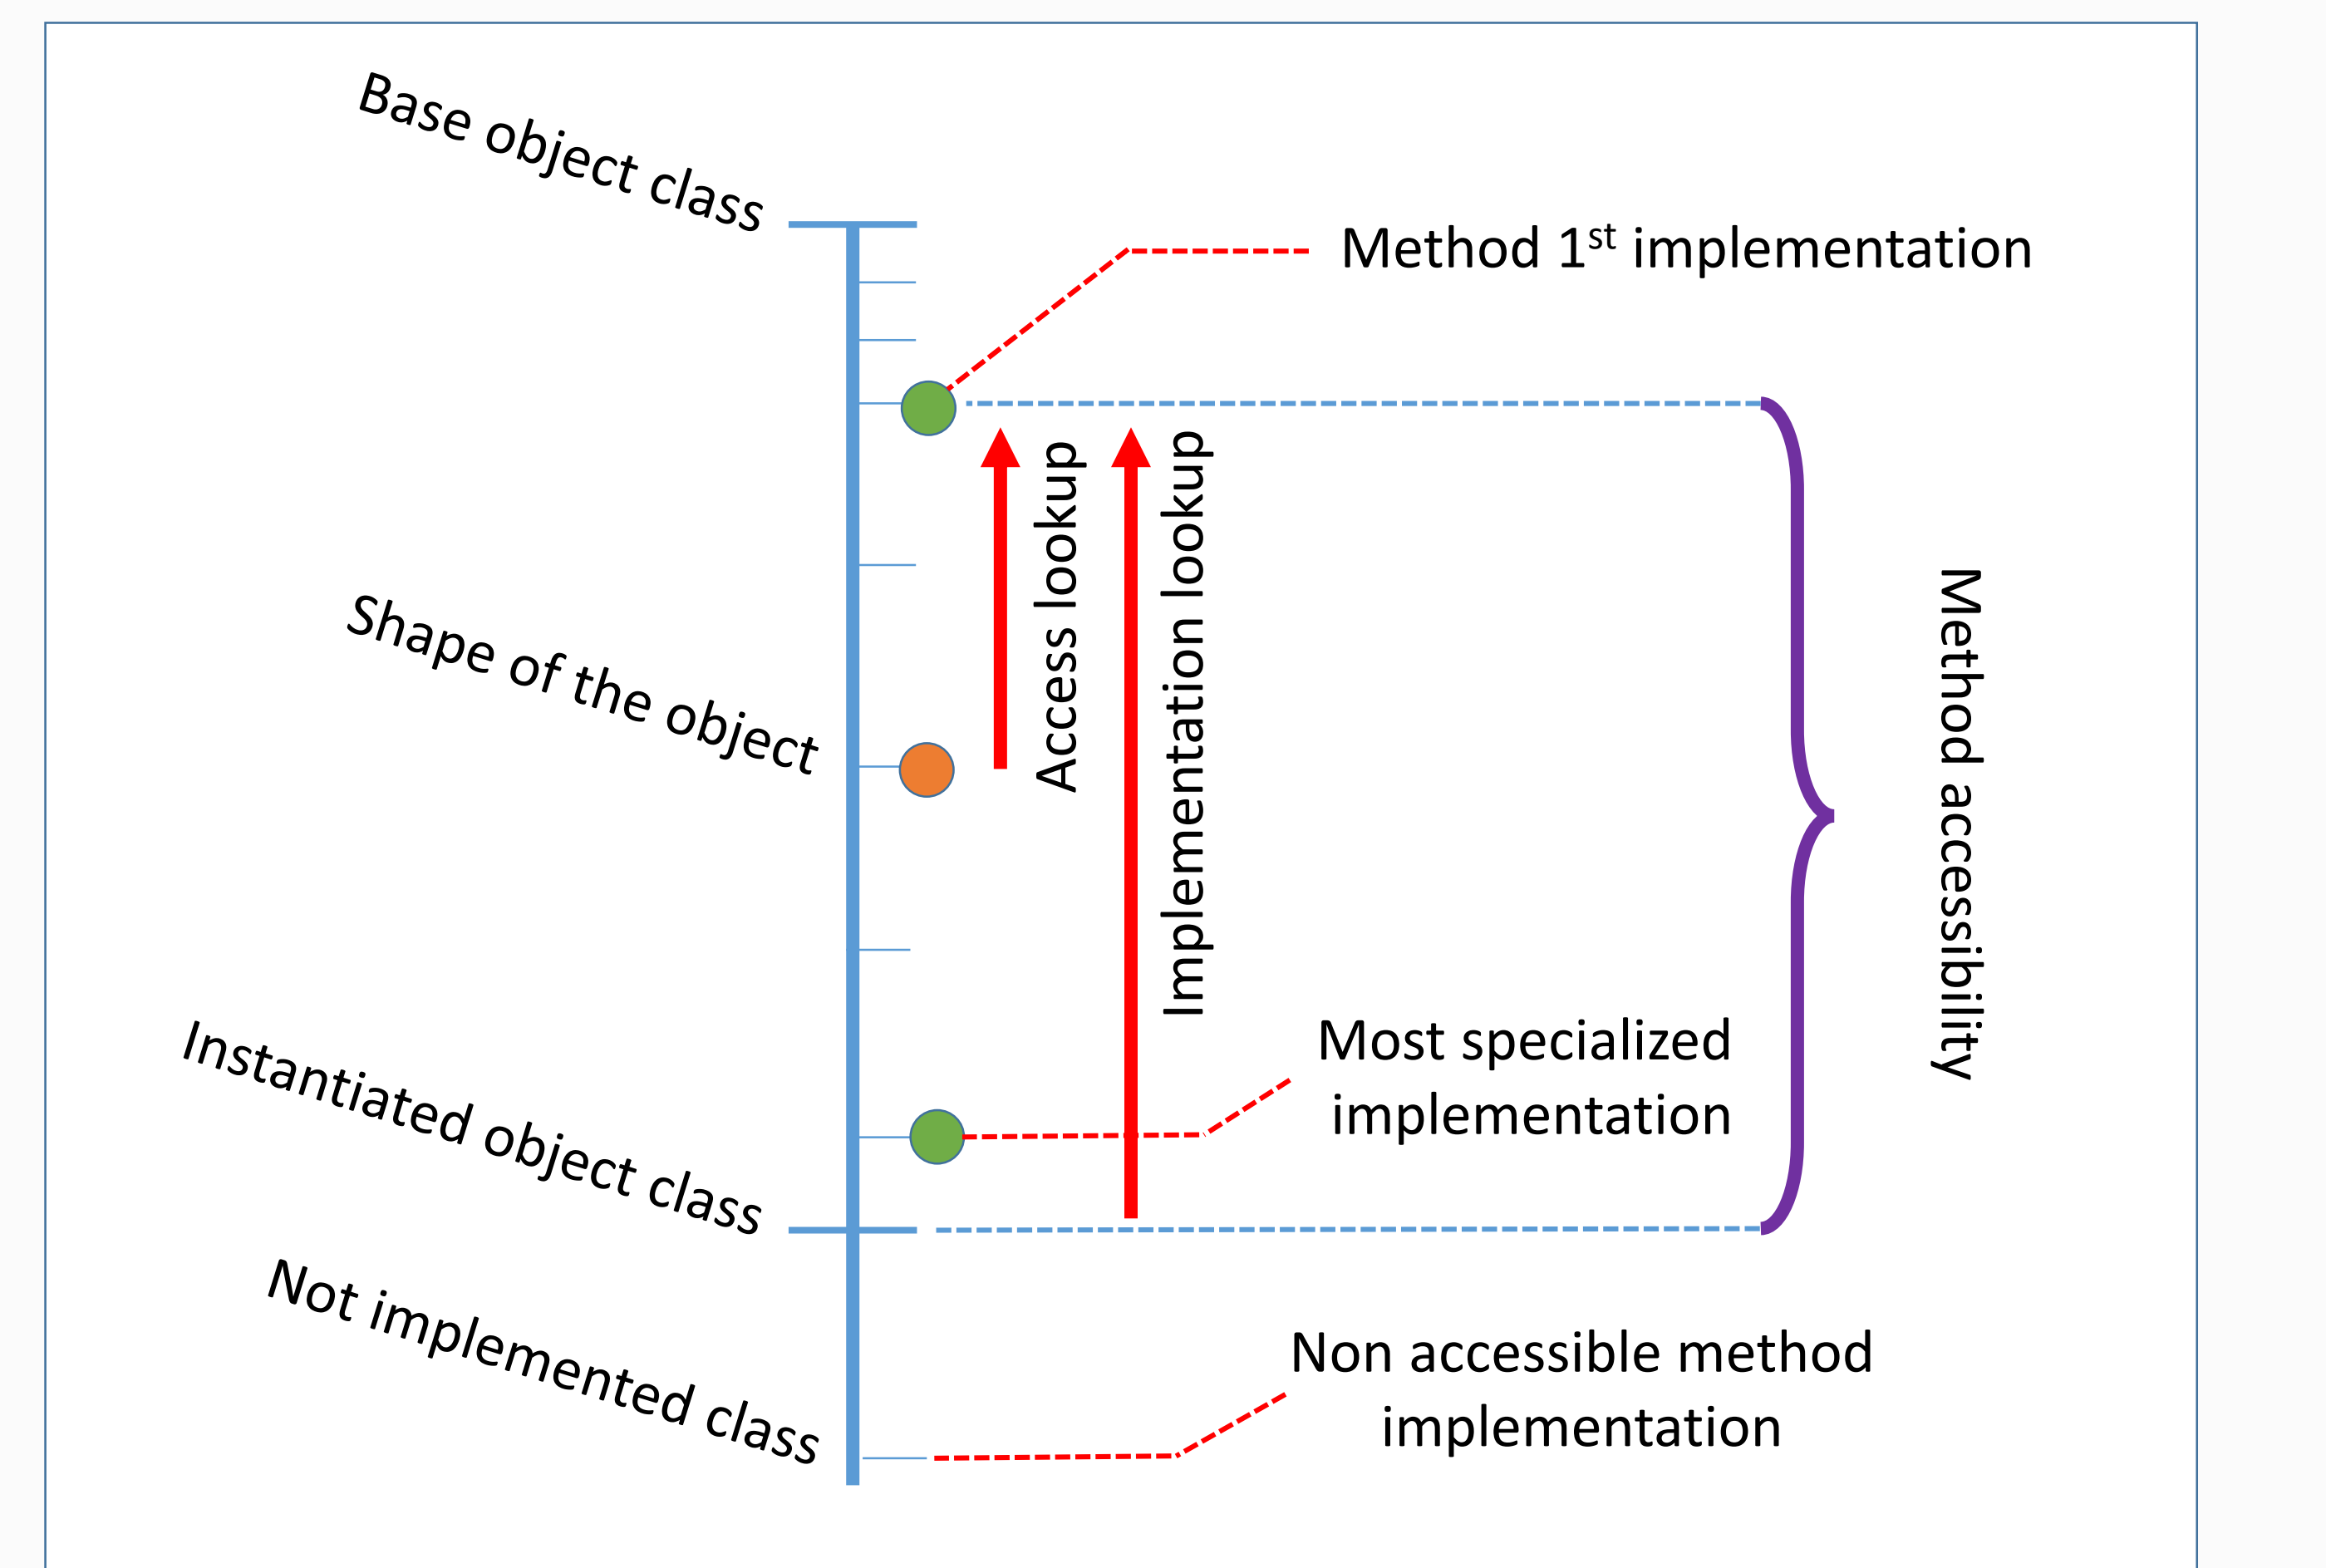 Base object class
Method 1st implementation
Access lookup
Implementation lookup
Shape of the object
Method accessibility
Instantiated object class
Most specialized
implementation
Not implemented class
Non accessible method
implementation